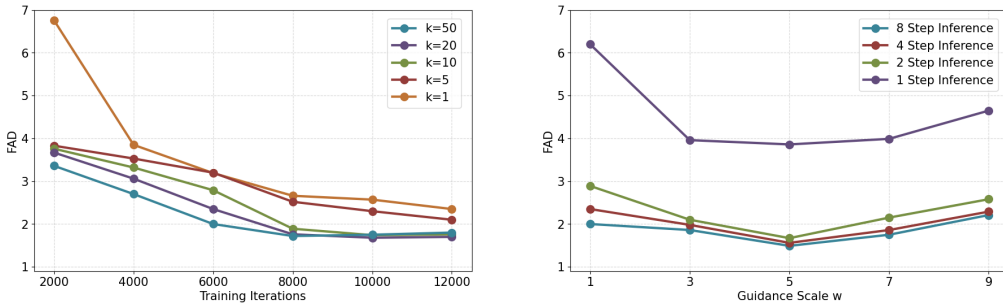 7
6
5
4
3
2
1
FAD
2000 4000 6000 8000 10000 12000
Training Iterations
k=50
k=20
k=10
k=5
k=1
7
6
5
4
3
2
1
FAD
1 3 5 7 9
Guidance Scale w
8 Step Inference
4 Step Inference
2 Step Inference
1 Step Inference